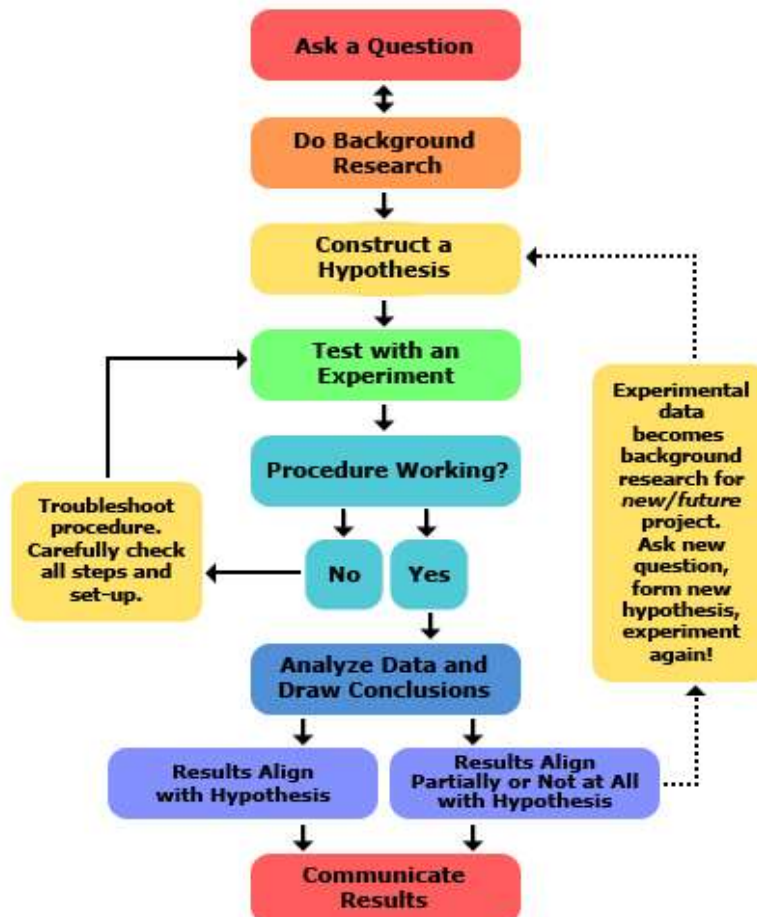 Ask a Question
Do Background
Research
Construct a
Hypothesis
Test with an
Experiment
Procedure Working?
No
Yes
Troubleshoot
procedure.
Carefully check
all steps and
set-up.
Experimental
data
becomes
background
research for
new/future
project.
Ask new
question,
form new
hypothesis,
experiment
again!
Analyze Data and
Draw Conclusions
Results Align
with Hypothesis
Results Align
Partially or Not at All
with Hypothesis
Communicate
Results